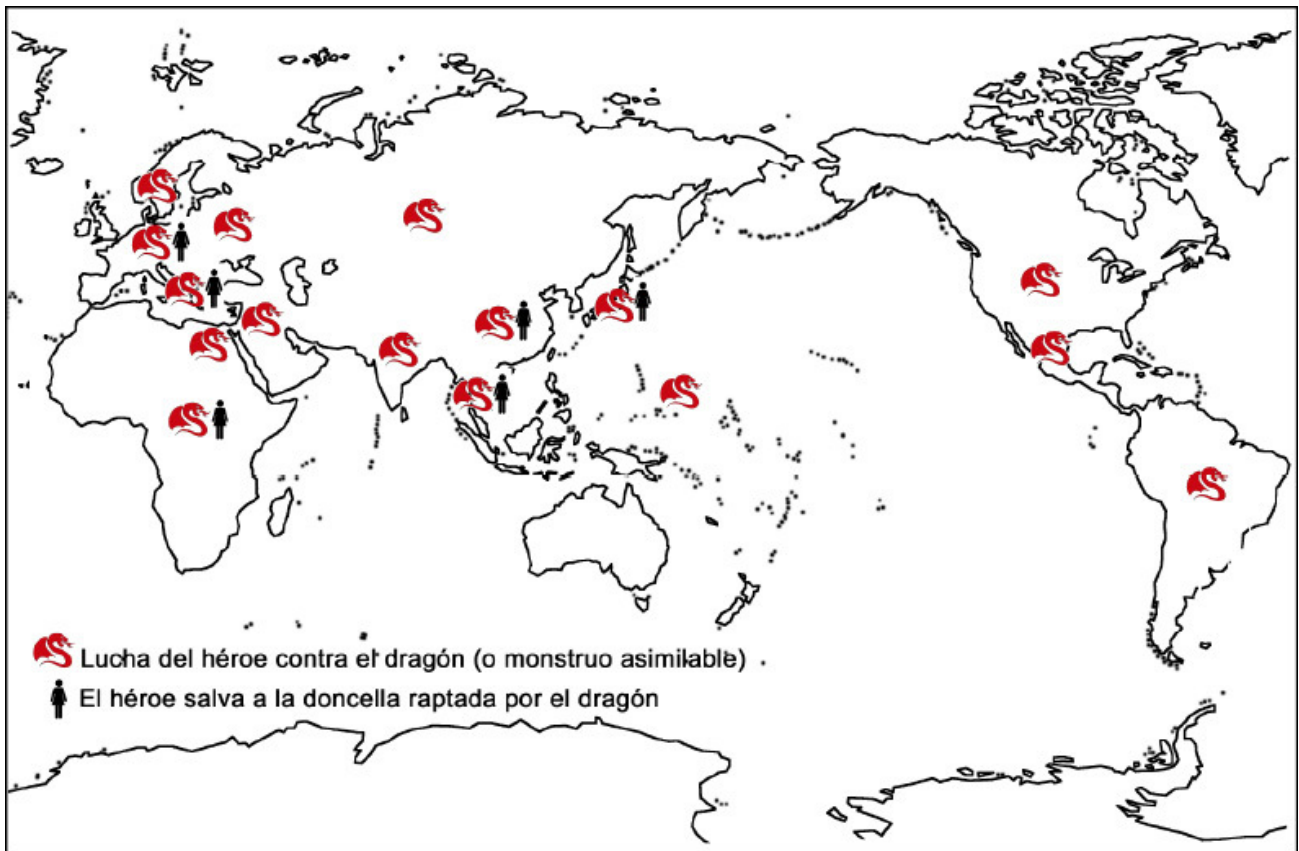 Lucha del héroe contra el dragón (o monstruo asimilable)
El héroe salva a la doncella raptada por el dragón